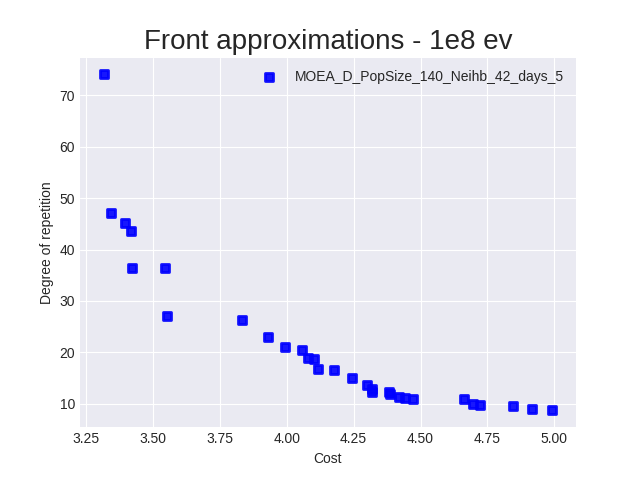 Front approximations - 1e8 ev
MOEA_D_PopSize_140_Neihb_42_days_5
70
60
50
40
30
20
10
Degree of repetition
3.25 3.50 3.75 4.00 4.25 4.50 4.75 5.00
Cost